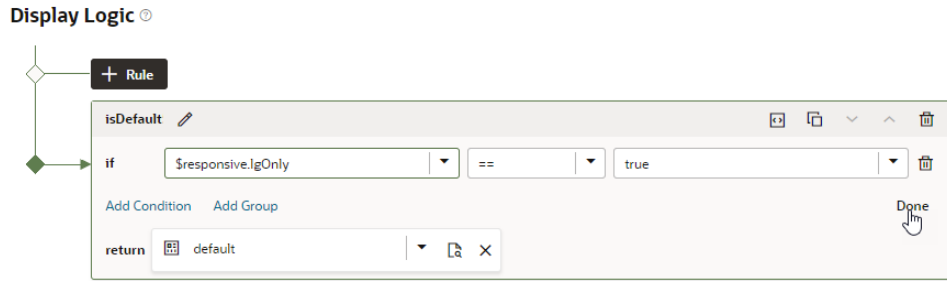 Display Logic
+ Rule
isDefault
if $responsive.lgOnly == true
Add Condition Add Group Done
return default